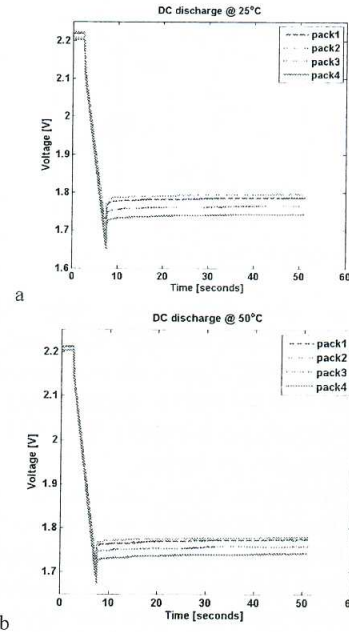 DC discharge @ 25°C
2.2
2.1
2
1.9
1.8
1.7
1.6
Voltage [V]
pack1
pack2
pack3
pack4
0 10 20 30 40 50 60
Time [seconds]
a
DC discharge @ 50°C
2.2
2.1
2
1.9
1.8
1.7
Voltage [V]
pack1
pack2
pack3
pack4
0 10 20 30 40 50 60
Time [seconds]
b